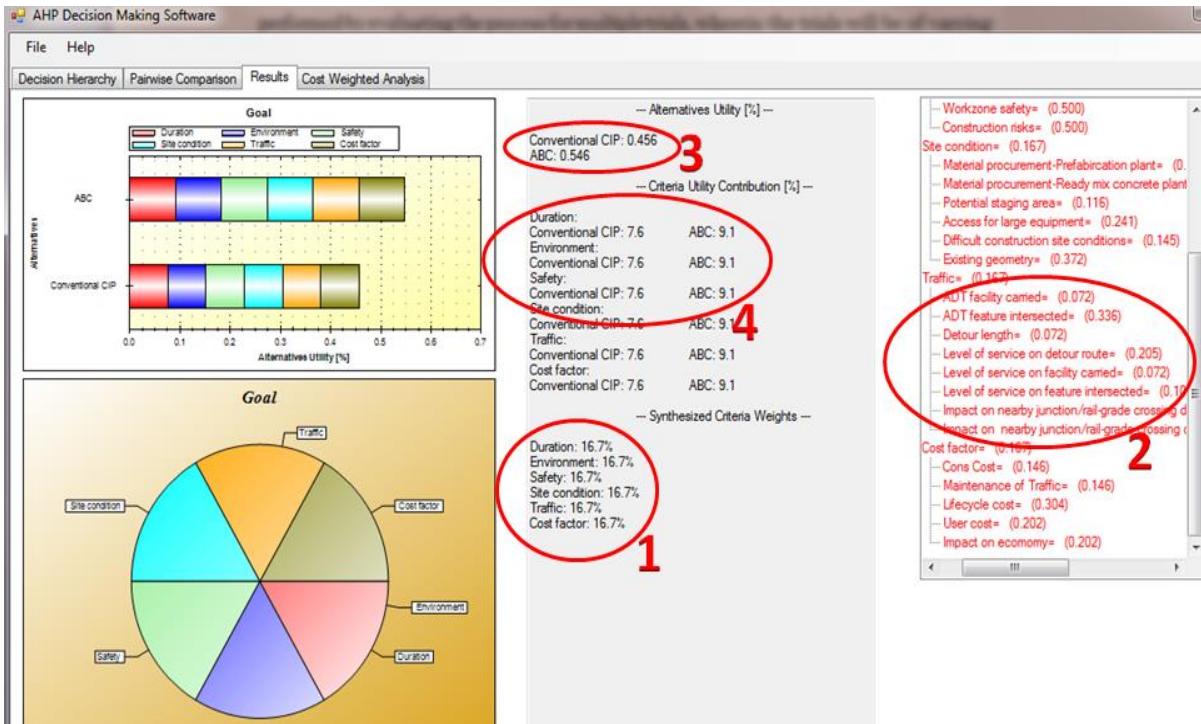 AHP Decision Making Software
File Help
Decision Hierarchy Pairwise Comparison Results Cost Weighted Analysis
Goal
Duration Environment Safety
Site condition Traffic Cost factor
Alternatives
ABC
Conventional CIP
0.0 0.1 0.2 0.3 0.4 0.5 0.6 0.7
Alternatives Utility [%]
Goal
Traffic
Site condition
Cost factor
Environment
Safety
Duration
--- Alternatives Utility [%] ---
Conventional CIP: 0.456
ABC: 0.546
3
--- Criteria Utility Contribution [%] ---
Duration:
Conventional CIP: 7.6 ABC: 9.1
Environment:
Conventional CIP: 7.6 ABC: 9.1
Safety:
Conventional CIP: 7.6 ABC: 9.1
Site condition:
Conventional CIP: 7.6 ABC: 9.1
4
Traffic:
Conventional CIP: 7.6 ABC: 9.1
Cost factor:
Conventional CIP: 7.6 ABC: 9.1
--- Synthesized Criteria Weights ---
Duration: 16.7%
Environment: 16.7%
Safety: 16.7%
Site condition: 16.7%
Traffic: 16.7%
Cost factor: 16.7%
1
Workzone safety= (0.500)
Construction risks= (0.500)
Site condition= (0.167)
Material procurement-Prefabircation plant= (0.
Material procurement-Ready mix concrete plant
Potential staging area= (0.116)
Access for large equipment= (0.241)
Difficult construction site conditions= (0.145)
Existing geometry= (0.372)
Traffic= (0.167)
ADT facility carried= (0.072)
ADT feature intersected= (0.336)
Detour length= (0.072)
Level of service on detour route= (0.205)
Level of service on facility carried= (0.072)
Level of service on feature intersected= (0.10
Impact on nearby junction/rail-grade crossing d
Impact on nearby junction/rail-grade crossing c
2
Cost factor= (0.167)
Cons Cost= (0.146)
Maintenance of Traffic= (0.146)
Lifecycle cost= (0.304)
User cost= (0.202)
Impact on ecomomy= (0.202)